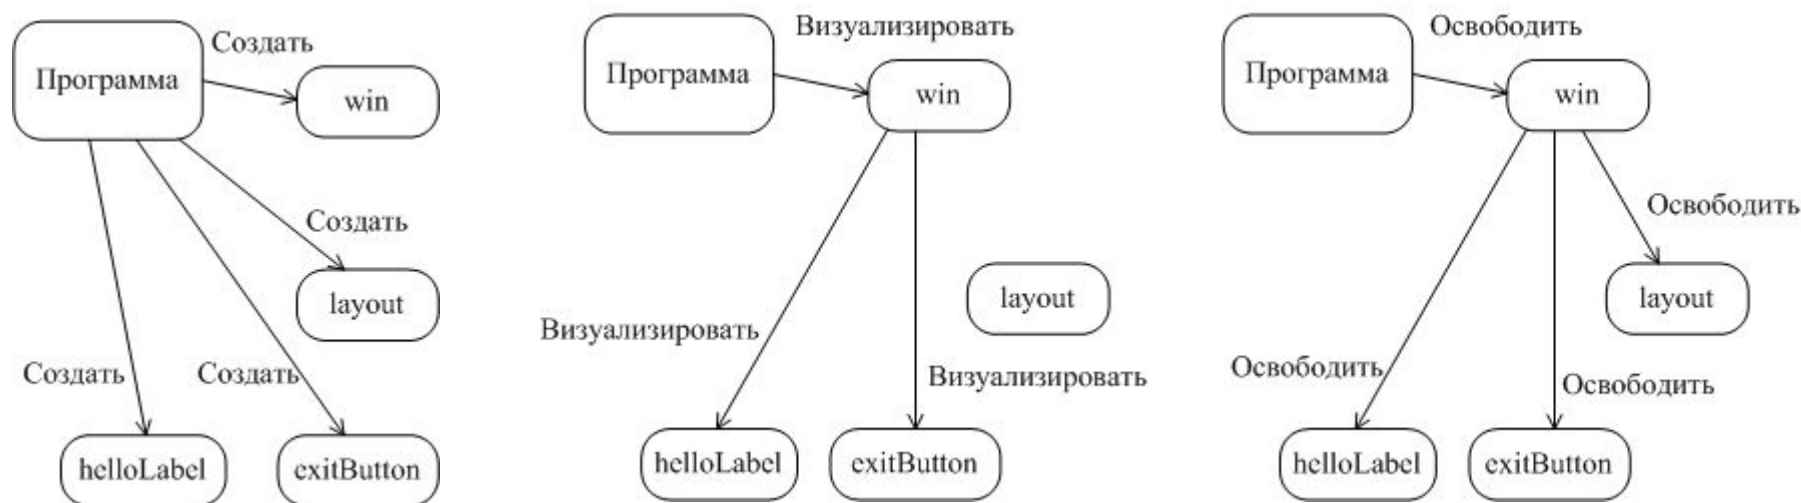 Создать
Программа
win
Создать
layout
Создать
Создать
helloLabel
exitButton
Визуализировать
Программа
win
layout
Визуализировать
Визуализировать
helloLabel
exitButton
Освободить
Программа
win
Освободить
layout
Освободить
Освободить
helloLabel
exitButton